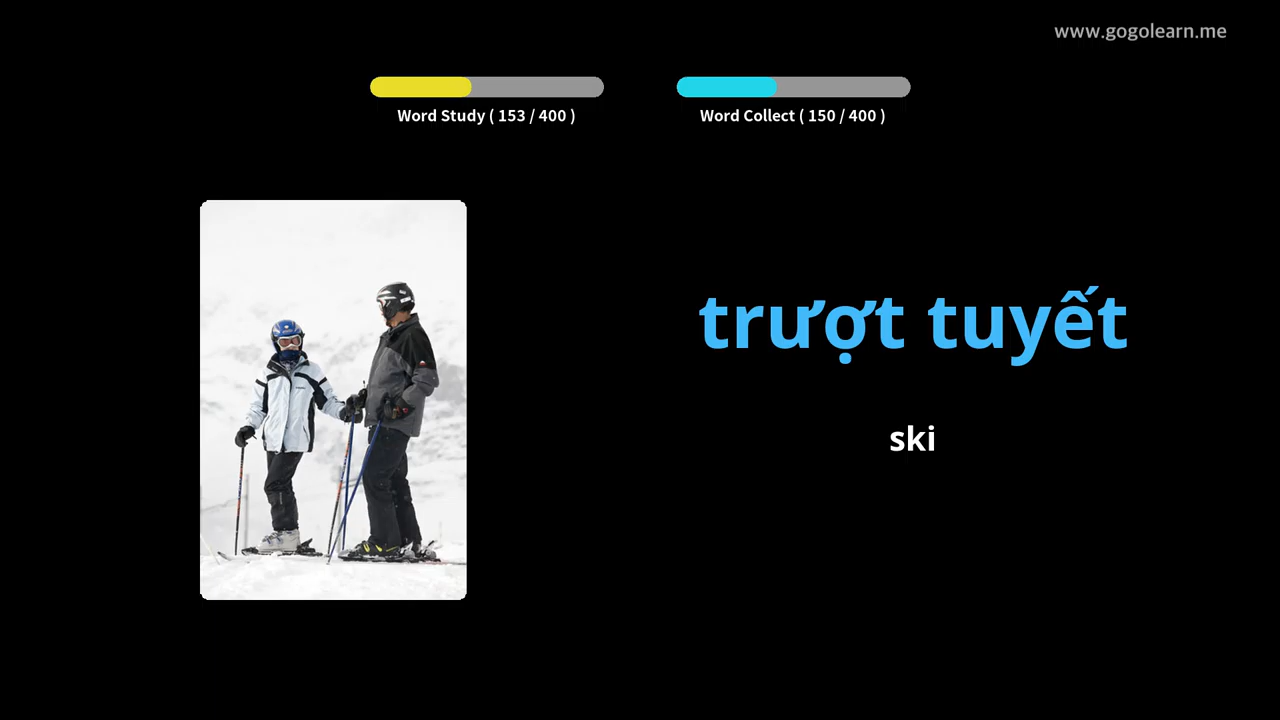 www.gogolearn.me
Word Study ( 153 / 400 )
Word Collect ( 150 / 400 )
trượt tuyết
ski